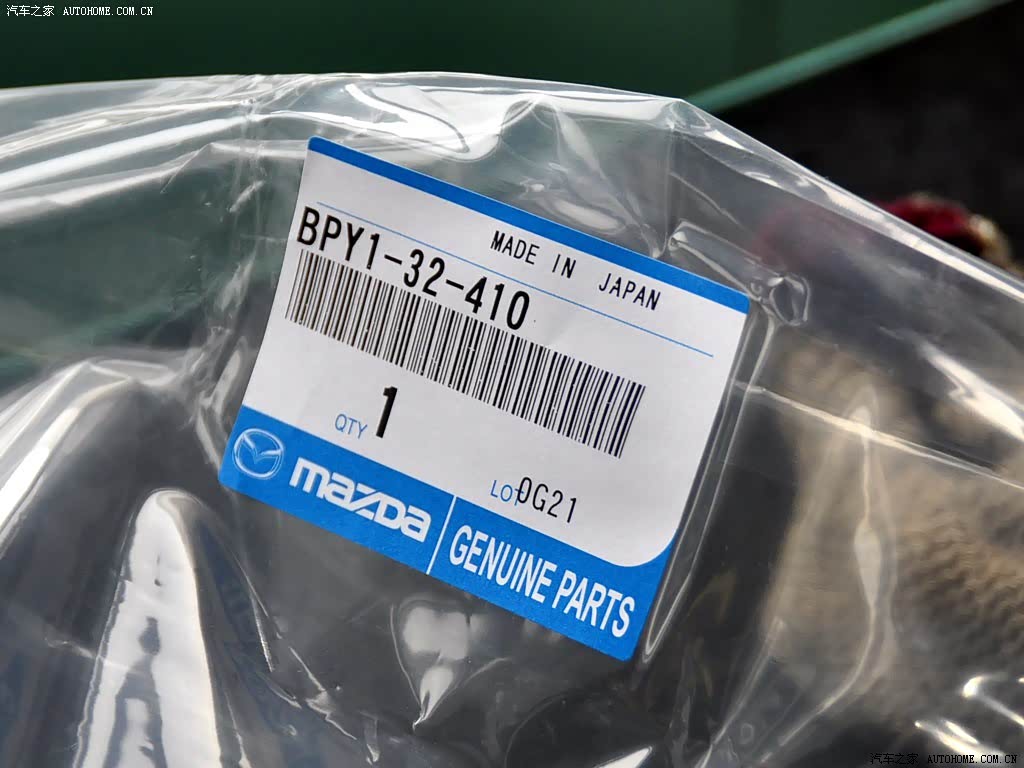 汽车之家 AUTOHOME.COM.CN
MADE IN JAPAN
BPY1-32-410
QTY 1
LOT 0G21
mazda
GENUINE PARTS
汽车之家 AUTOHOME.COM.CN